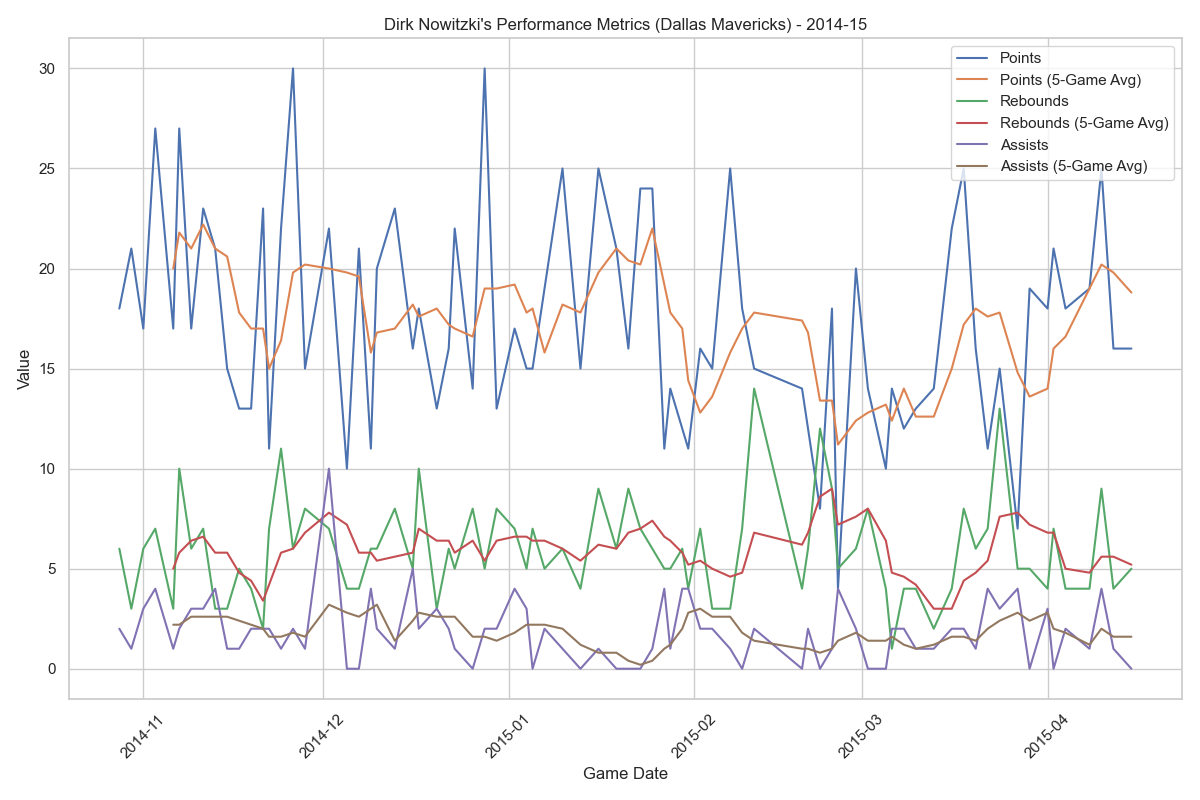 Dirk Nowitzki's Performance Metrics (Dallas Mavericks) - 2014-15
Points
Points (5-Game Avg)
Rebounds
Rebounds (5-Game Avg)
Assists
Assists (5-Game Avg)
Value
30
25
20
15
10
5
0
2014-11
2014-12
2015-01
2015-02
2015-03
2015-04
Game Date